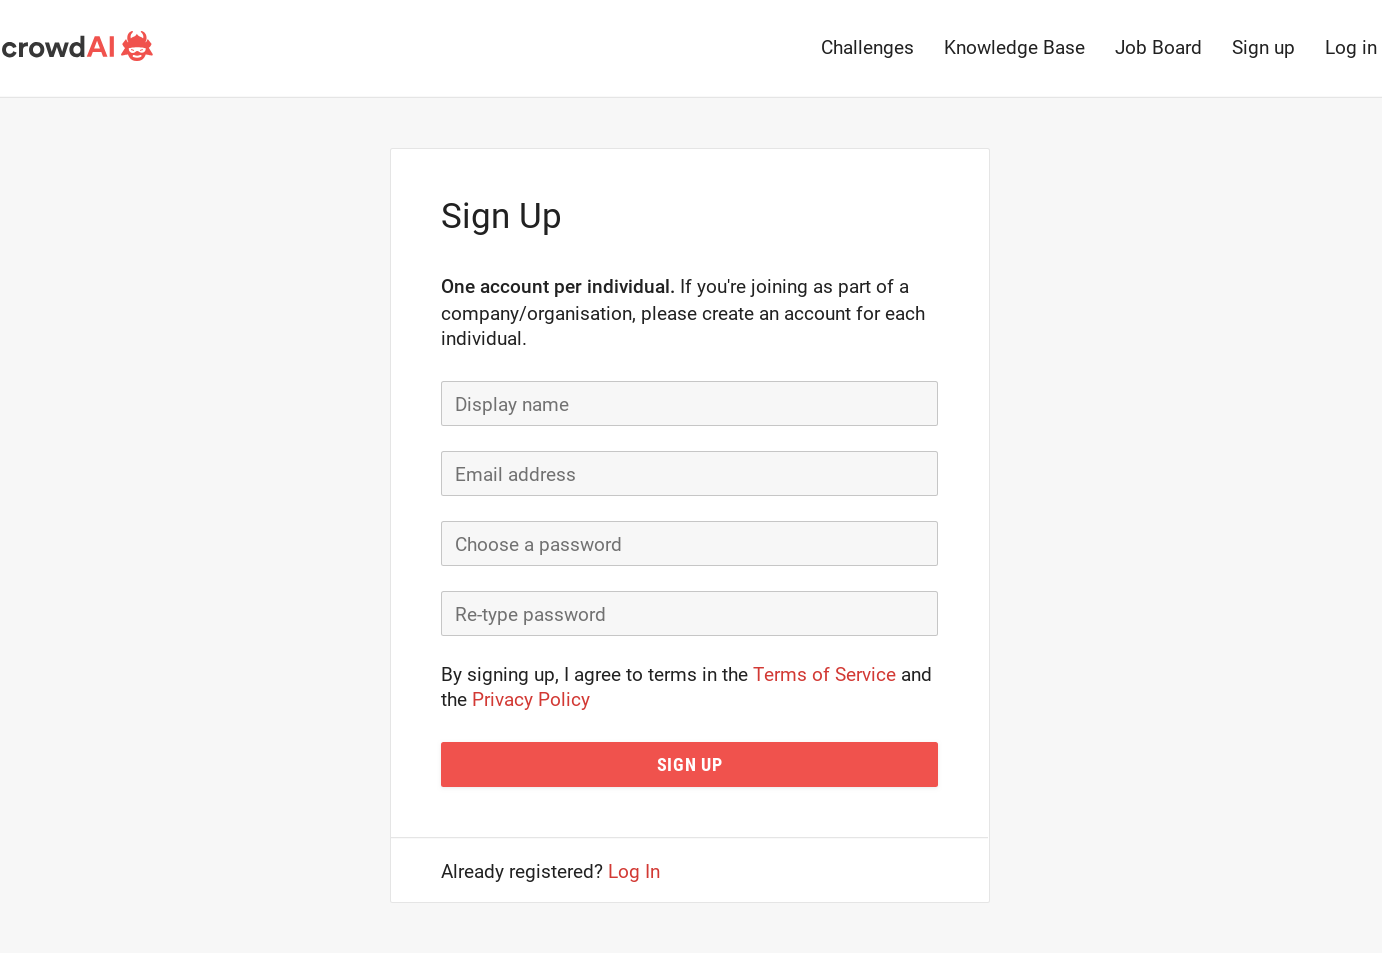 crowdAI
Challenges
Knowledge Base
Job Board
Sign up
Log in
Sign Up
One account per individual. If you're joining as part of a
company/organisation, please create an account for each
individual.
Display name
Email address
Choose a password
Re-type password
By signing up, I agree to terms in the Terms of Service and
the Privacy Policy
SIGN UP
Already registered? Log In